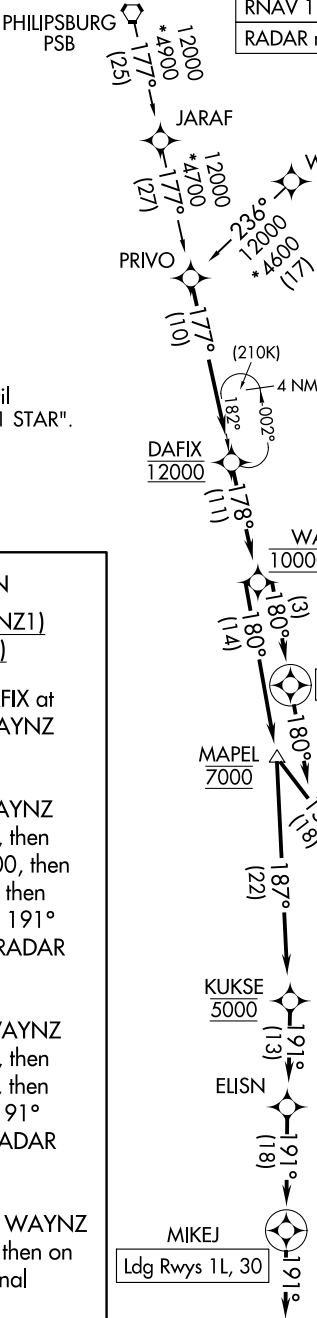 RNAV 1
RADAR r
PHILIPSBURG
PSB
177°
(25)
12000
*4900
JARAF
177°
(27)
12000
*4700
W
236°
12000
*4600
(17)
PRIVO
177°
(10)
(210K)
4 NM
182°
002°
il
1 STAR".
DAFIX
12000
178°
(11)
WA
1000
180°
(3)
180°
(14)
180°
MAPEL
7000
(18)
187°
(22)
KUKSE
5000
191°
(13)
ELISN
191°
(18)
MIKEJ
Ldg Rwys 1L, 30
191°
N
NZ1)
)
FIX at
AYNZ
AYNZ
, then
00, then
then
191°
RADAR
WAYNZ
, then
, then
91°
ADAR
WAYNZ
then on
nal